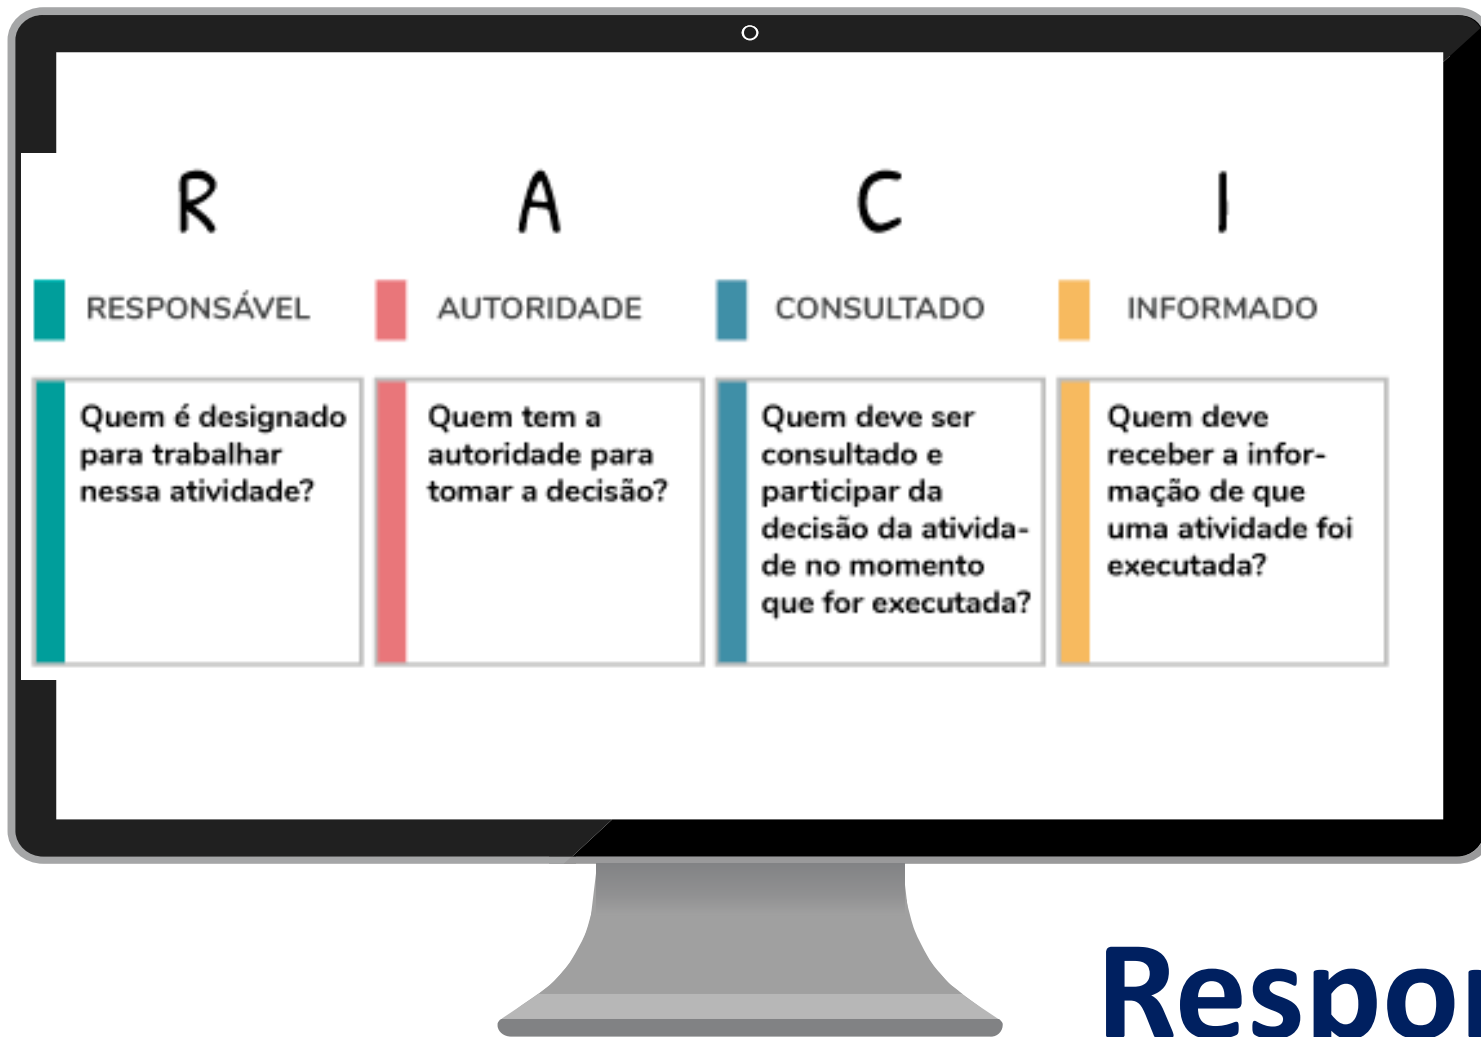 R A C I
RESPONSÁVEL
AUTORIDADE
CONSULTADO
INFORMADO
Quem é designado
para trabalhar
nessa atividade?
Quem tem a
autoridade para
tomar a decisão?
Quem deve ser
consultado e
participar da
decisão da ativida-
de no momento
que for executada?
Quem deve
receber a infor-
mação de que
uma atividade foi
executada?